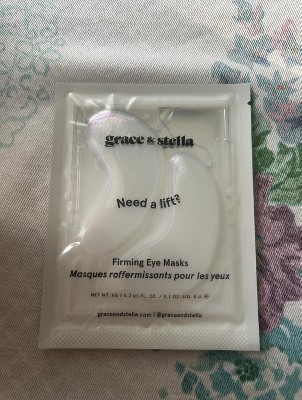 grace & stella
Need a lift?
Firming Eye Masks
Masques raffermissants pour les yeux
graceandstella.com | @graceandstella